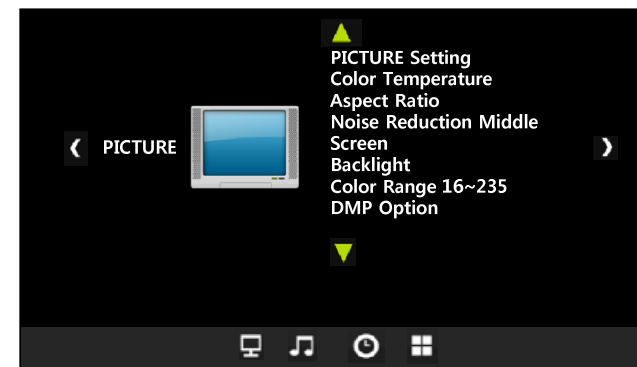 PICTURE
PICTURE Setting
Color Temperature
Aspect Ratio
Noise Reduction Middle
Screen
Backlight
Color Range 16~235
DMP Option